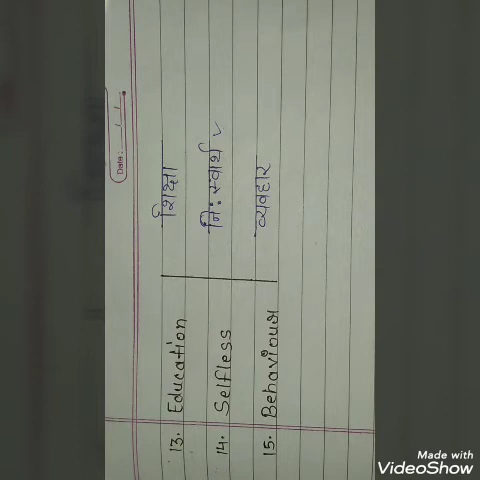 Date:
13. Education शिक्षा
14. Selfless निःस्वार्थ
15. Behaviour व्यवहार
Made with
VideoShow